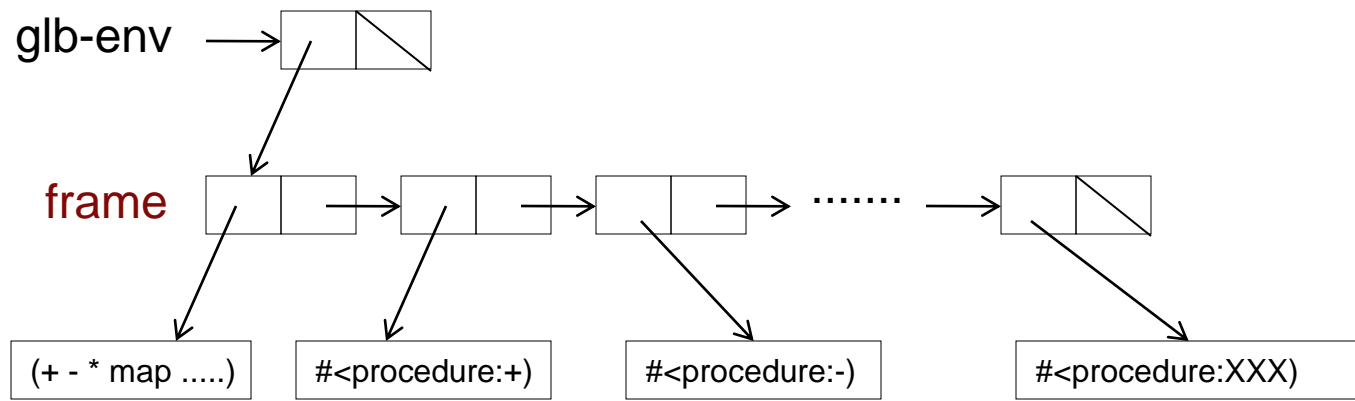 glb-env
frame
.......
(+ - * map .....)
#<procedure:+)
#<procedure:-)
#<procedure:XXX)